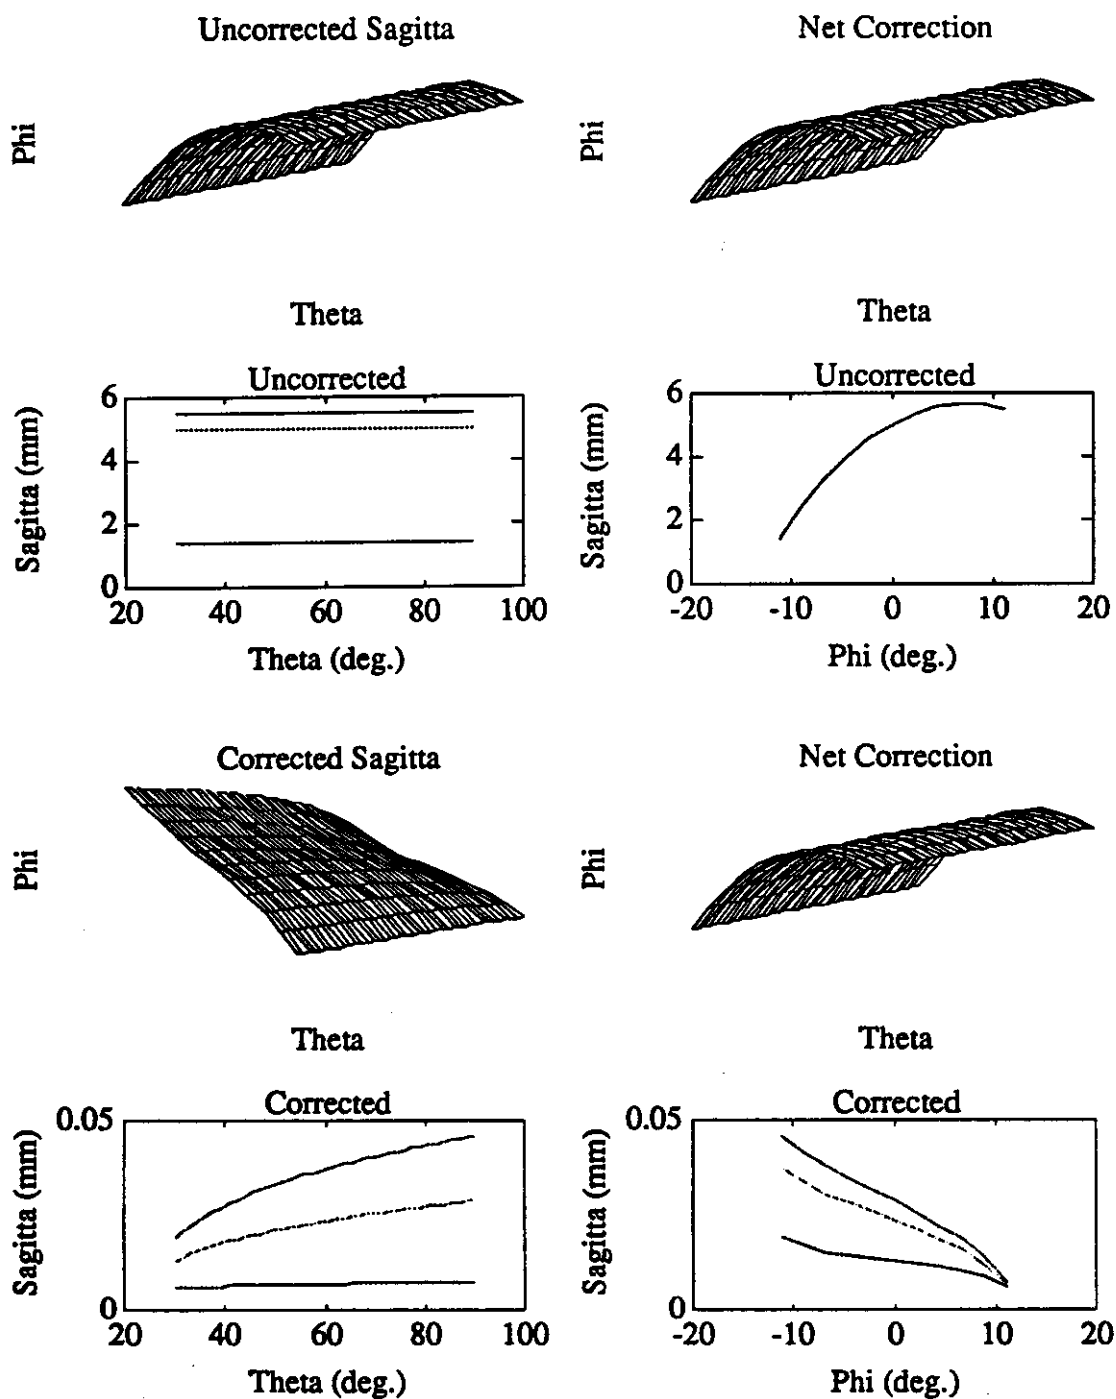 Uncorrected Sagitta
Phi
Theta
Net Correction
Phi
Theta
Uncorrected
Sagitta (mm)
6
4
2
0
20 40 60 80 100
Theta (deg.)
Uncorrected
Sagitta (mm)
6
4
2
0
-20 -10 0 10 20
Phi (deg.)
Corrected Sagitta
Phi
Theta
Net Correction
Phi
Theta
Corrected
Sagitta (mm)
0.05
0
20 40 60 80 100
Theta (deg.)
Corrected
Sagitta (mm)
0.05
0
-20 -10 0 10 20
Phi (deg.)